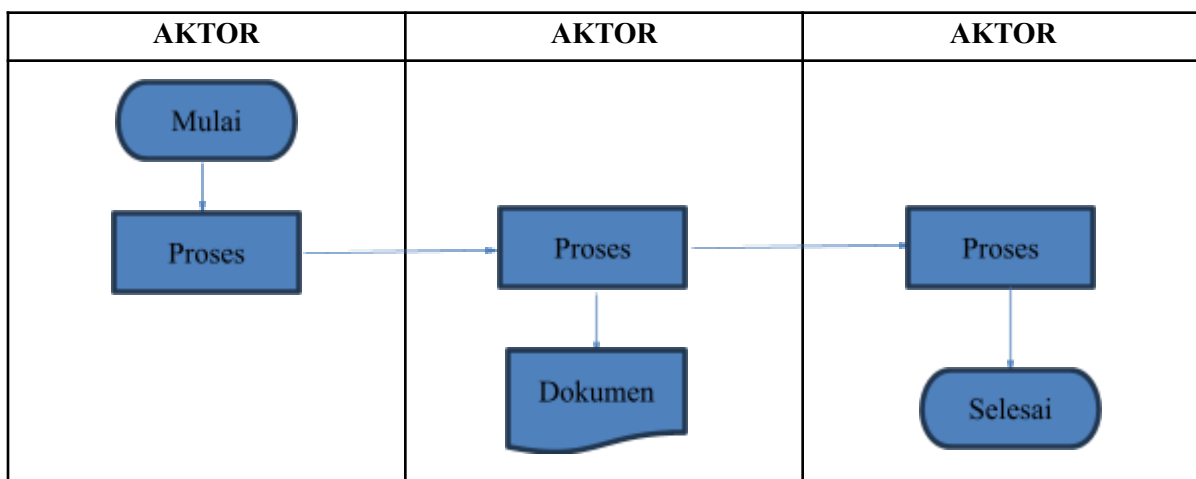 AKTOR
AKTOR
AKTOR
Mulai
Proses
Proses
Proses
Dokumen
Selesai